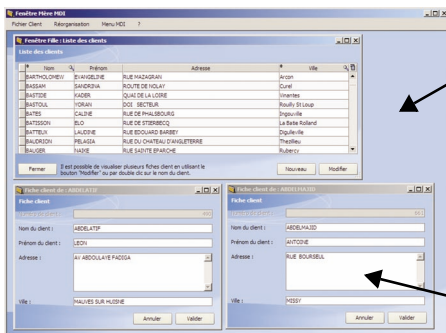 Fenêtre Mère MDI
Fichier Client Réorganisation Menu MDI ?
Fenêtre Fille : Liste des clients
Liste des clients
Nom Prénom Adresse Ville
BARTHOLOMEW EVANGELINE RUE MAZAGRAN Arcon
BASSAM SANDRINA ROUTE DE NOLAY Curel
BASTIDE KADER QUAI DE LA LOIRE Vinantes
BASTOUL YORAN DOI SECTEUR Rouilly St Loup
BATES CALINE RUE DE PHALSBOURG Ingouville
BATISSON ELO RUE DE STIERBECQ La Batie Rolland
BATTEUX LAUDINE RUE EDOUARD BARBEY Digulleville
BAUDRION PELAGIA RUE DU CHATEAU D'ANGLETERRE Thezillieu
BAUGER NAIKE RUE SAINTE EPARCHE Rubercy
Fermer Il est possible de visualiser plusieurs fiches client en utilisant le bouton "Modifier" ou par double clic sur le nom du client. Nouveau Modifier
Fiche client de : ABDELATIF
Fiche client
Nom du client : ABDELATIF
Prénom du client : LEON
Adresse : AV ABDOULAYE FADIGA
Ville : MAUVES SUR HUISNE
Annuler Valider
Fiche client de : ABDELMAJID
Fiche client
Nom du client : ABDELMAJID
Prénom du client : ANTOINE
Adresse : RUE BOURSEUL
Ville : MISSY
Annuler Valider